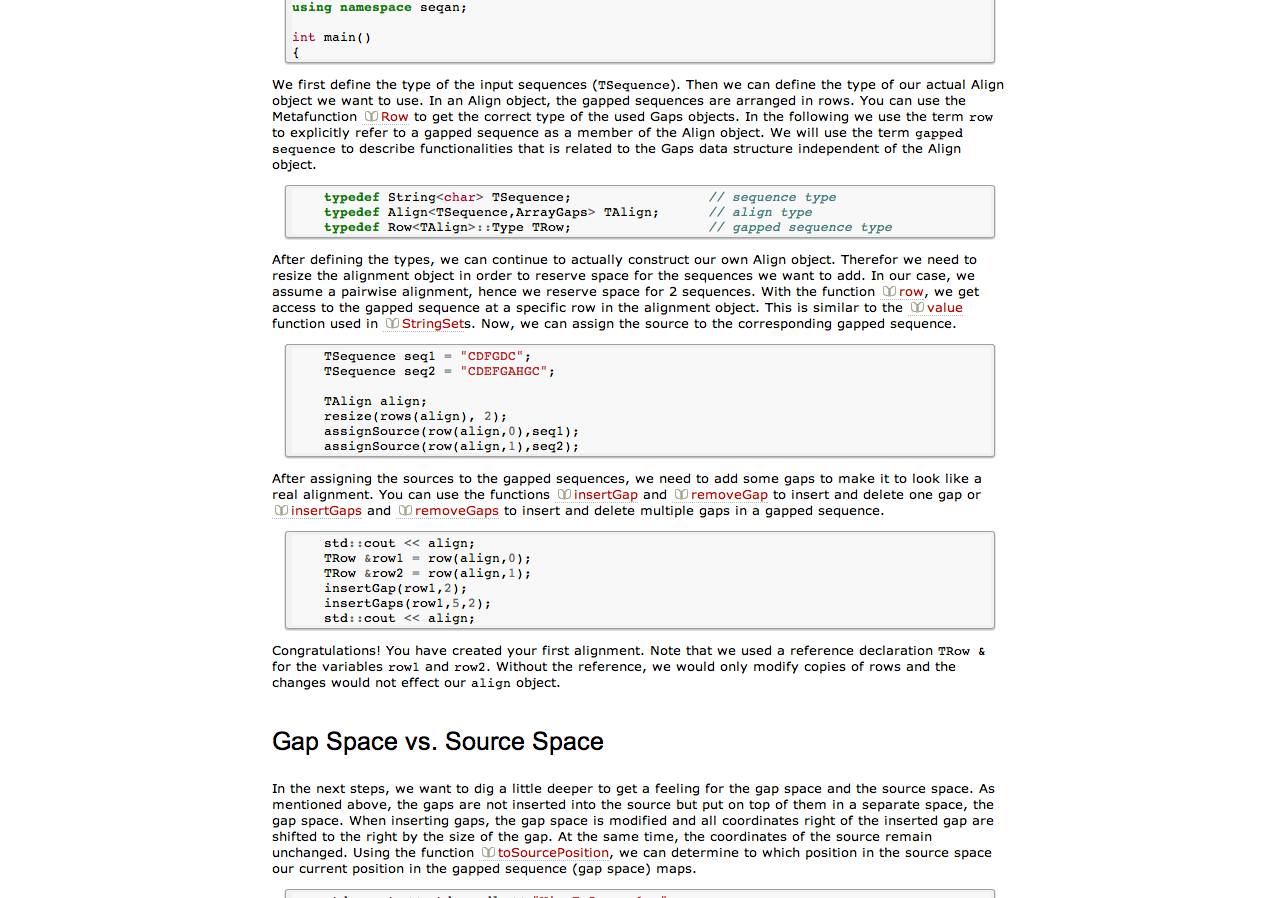 using namespace seqan;
int main()
{
We first define the type of the input sequences (TSequence). Then we can define the type of our actual Align
object we want to use. In an Align object, the gapped sequences are arranged in rows. You can use the
Metafunction Row to get the correct type of the used Gaps objects. In the following we use the term row
to explicitly refer to a gapped sequence as a member of the Align object. We will use the term gapped
sequence to describe functionalities that is related to the Gaps data structure independent of the Align
object.
typedef String<char> TSequence; // sequence type
typedef Align<TSequence,ArrayGaps> TAlign; // align type
typedef Row<TAlign>::Type TRow; // gapped sequence type
After defining the types, we can continue to actually construct our own Align object. Therefor we need to
resize the alignment object in order to reserve space for the sequences we want to add. In our case, we
assume a pairwise alignment, hence we reserve space for 2 sequences. With the function row, we get
access to the gapped sequence at a specific row in the alignment object. This is similar to the value
function used in StringSets. Now, we can assign the source to the corresponding gapped sequence.
TSequence seq1 = "CDFGDC";
TSequence seq2 = "CDEFGAHGC";
TAlign align;
resize(rows(align), 2);
assignSource(row(align,0),seq1);
assignSource(row(align,1),seq2);
After assigning the sources to the gapped sequences, we need to add some gaps to make it to look like a
real alignment. You can use the functions insertGap and removeGap to insert and delete one gap or
insertGaps and removeGaps to insert and delete multiple gaps in a gapped sequence.
std::cout << align;
TRow &row1 = row(align,0);
TRow &row2 = row(align,1);
insertGap(row1,2);
insertGaps(row1,5,2);
std::cout << align;
Congratulations! You have created your first alignment. Note that we used a reference declaration TRow &
for the variables row1 and row2. Without the reference, we would only modify copies of rows and the
changes would not effect our align object.
Gap Space vs. Source Space
In the next steps, we want to dig a little deeper to get a feeling for the gap space and the source space. As
mentioned above, the gaps are not inserted into the source but put on top of them in a separate space, the
gap space. When inserting gaps, the gap space is modified and all coordinates right of the inserted gap are
shifted to the right by the size of the gap. At the same time, the coordinates of the source remain
unchanged. Using the function toSourcePosition, we can determine to which position in the source space
our current position in the gapped sequence (gap space) maps.